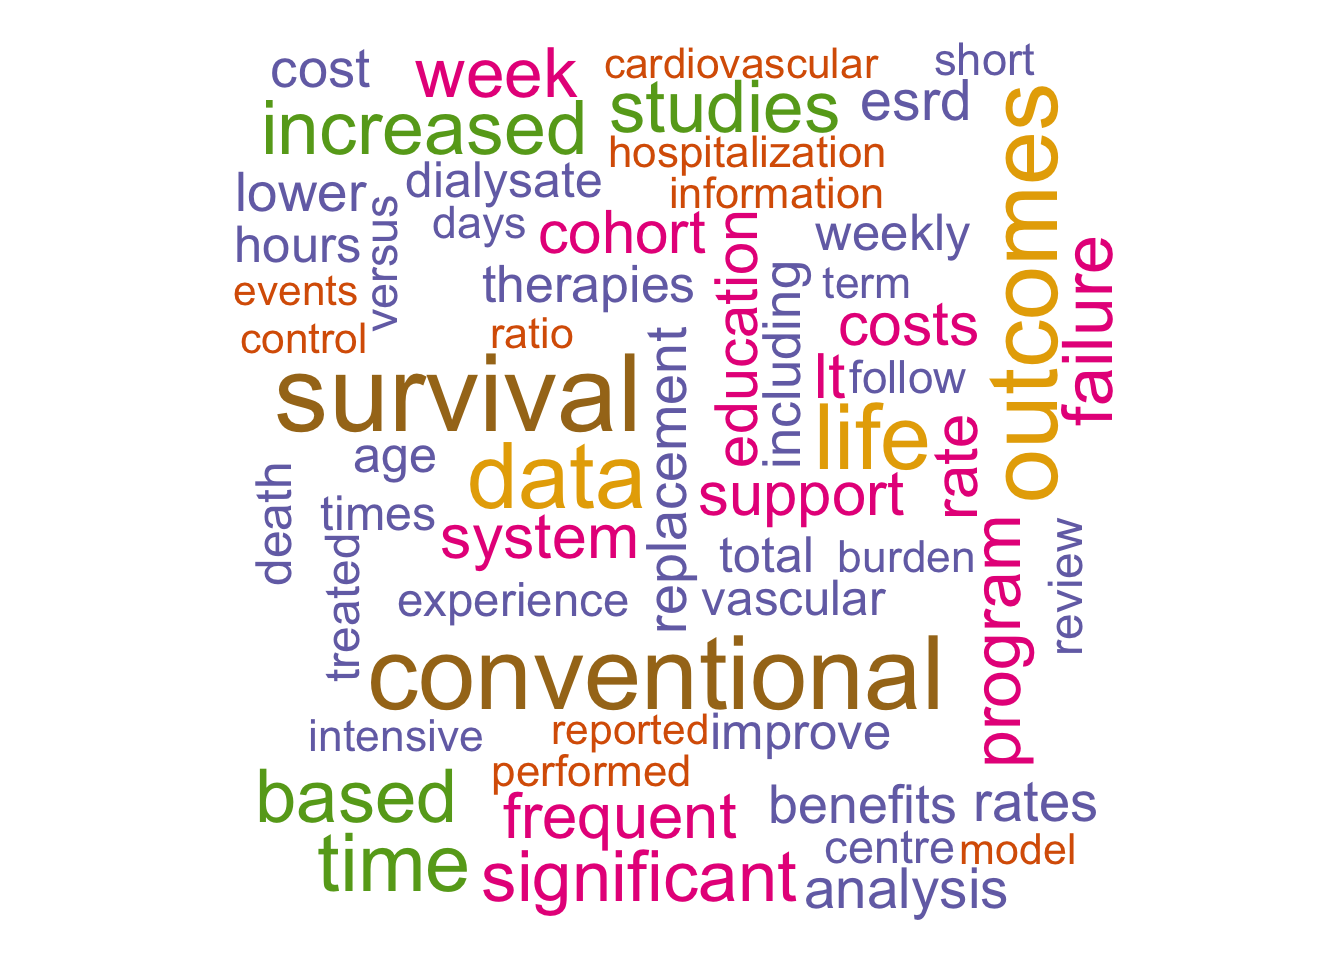 cost
week
cardiovascular
short
increased
studies
esrd
outcomes
hospitalization
lower
dialysate
information
versus
days
cohort
education
weekly
failure
hours
therapies
including
term
events
control
ratio
replacement
costs
survival
lt
follow
life
rate
age
data
death
times
system
support
program
review
treated
total
burden
experience
vascular
conventional
intensive
reported
improve
based
performed
frequent
benefits
rates
time
significant
centre
model
analysis